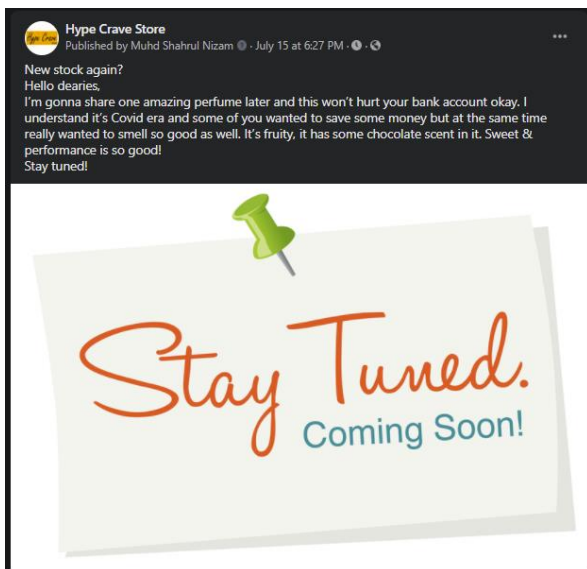 Hype Crave
Hype Crave Store
Published by Muhd Shahrul Nizam · July 15 at 6:27 PM ·
New stock again?
Hello dearies,
I'm gonna share one amazing perfume later and this won't hurt your bank account okay. I
understand it's Covid era and some of you wanted to save some money but at the same time
really wanted to smell so good as well. It's fruity, it has some chocolate scent in it. Sweet &
performance is so good!
Stay tuned!
Stay Tuned.
Coming Soon!